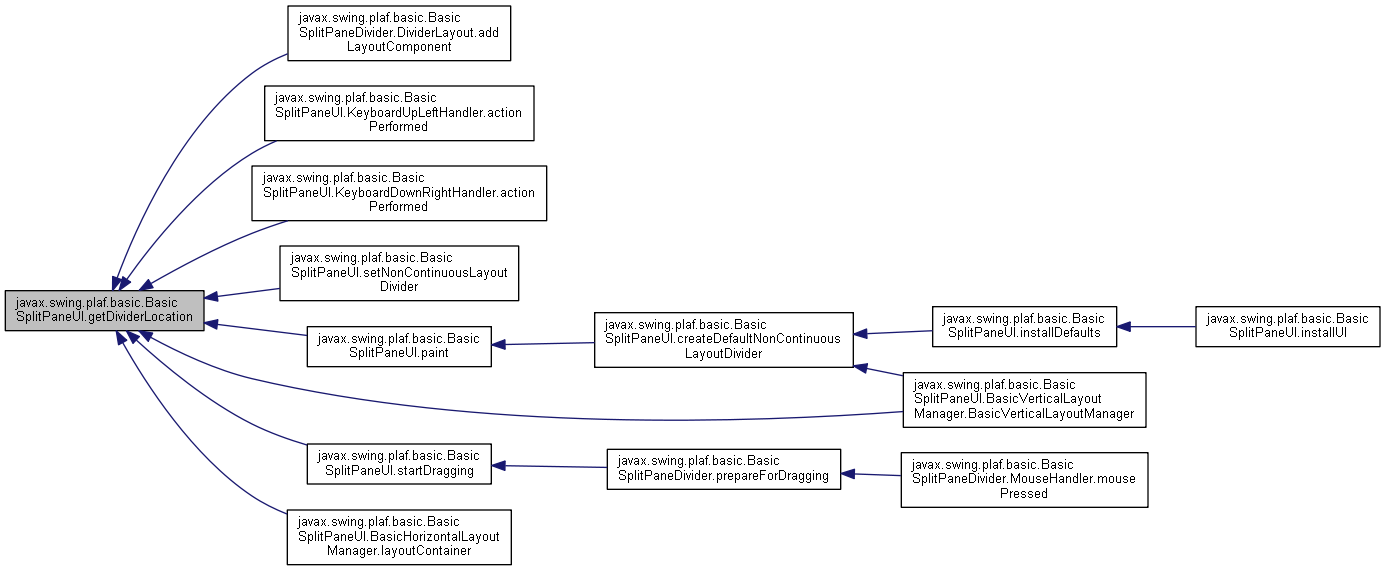 javax.swing.plaf.basic.Basic
SplitPaneDivider.DividerLayout.add
LayoutComponent
javax.swing.plaf.basic.Basic
SplitPaneUI.KeyboardUpLeftHandler.action
Performed
javax.swing.plaf.basic.Basic
SplitPaneUI.KeyboardDownRightHandler.action
Performed
javax.swing.plaf.basic.Basic
SplitPaneUI.setNonContinuousLayout
Divider
javax.swing.plaf.basic.Basic
SplitPaneUI.getDividerLocation
javax.swing.plaf.basic.Basic
SplitPaneUI.paint
javax.swing.plaf.basic.Basic
SplitPaneUI.createDefaultNonContinuous
LayoutDivider
javax.swing.plaf.basic.Basic
SplitPaneUI.installDefaults
javax.swing.plaf.basic.Basic
SplitPaneUI.installUI
javax.swing.plaf.basic.Basic
SplitPaneUI.BasicVerticalLayout
Manager.BasicVerticalLayoutManager
javax.swing.plaf.basic.Basic
SplitPaneUI.startDragging
javax.swing.plaf.basic.Basic
SplitPaneDivider.prepareForDragging
javax.swing.plaf.basic.Basic
SplitPaneDivider.MouseHandler.mouse
Pressed
javax.swing.plaf.basic.Basic
SplitPaneUI.BasicHorizontalLayout
Manager.layoutContainer